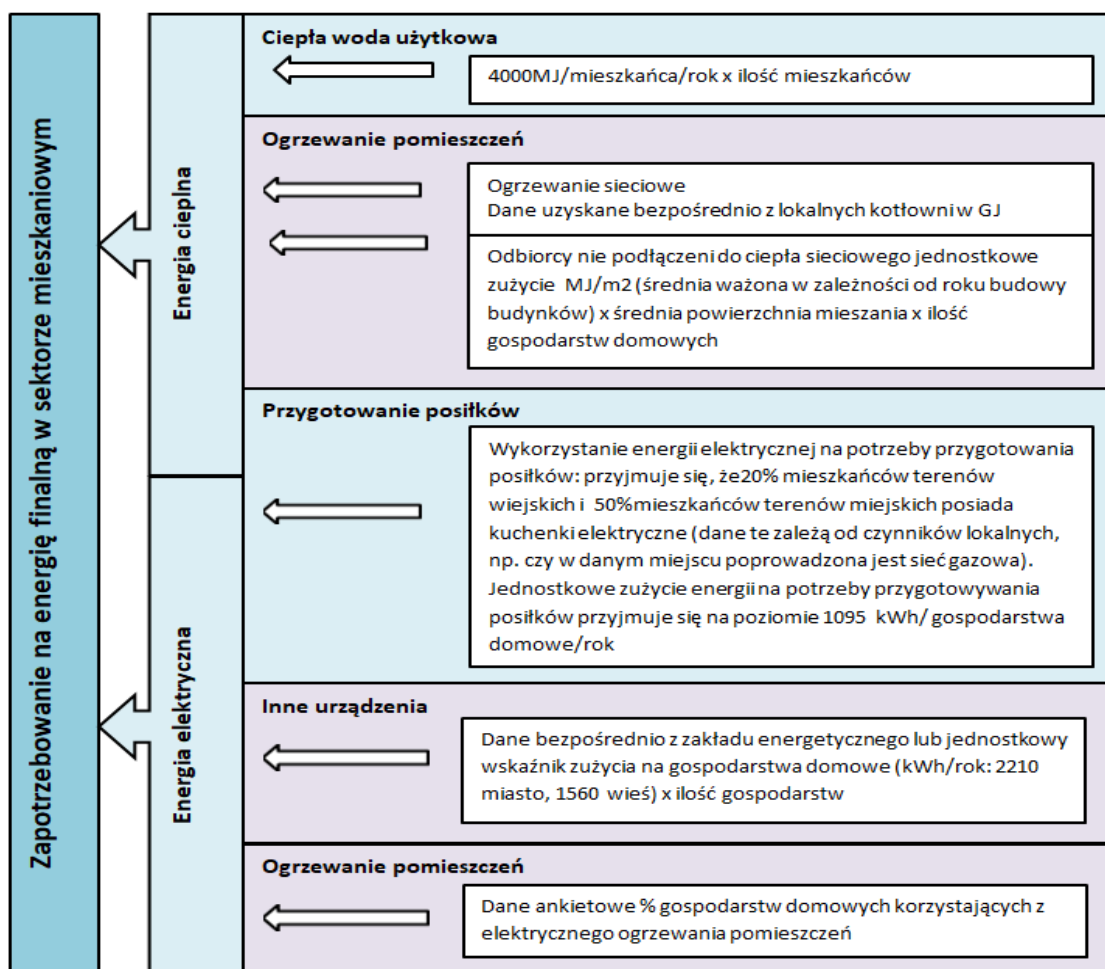 Zapotrzebowanie na energię finalną w sektorze mieszkaniowym
Energia cieplna
Ciepła woda użytkowa
4000MJ/mieszkańca/rok x ilość mieszkańców
Ogrzewanie pomieszczeń
Ogrzewanie sieciowe
Dane uzyskane bezpośrednio z lokalnych kotłowni w GJ
Odbiorcy nie podłączeni do ciepła sieciowego jednostkowe
zużycie MJ/m2 (średnia ważona w zależności od roku budowy
budynków) x średnia powierzchnia mieszania x ilość
gospodarstw domowych
Przygotowanie posiłków
Wykorzystanie energii elektrycznej na potrzeby przygotowania
posiłków: przyjmuje się, że20% mieszkańców terenów
wiejskich i 50%mieszkańców terenów miejskich posiada
kuchenki elektryczne (dane te zależą od czynników lokalnych,
np. czy w danym miejscu poprowadzona jest sieć gazowa).
Jednostkowe zużycie energii na potrzeby przygotowywania
posiłków przyjmuje się na poziomie 1095 kWh/ gospodarstwa
domowe/rok
Energia elektryczna
Inne urządzenia
Dane bezpośrednio z zakładu energetycznego lub jednostkowy
wskaźnik zużycia na gospodarstwa domowe (kWh/rok: 2210
miasto, 1560 wieś) x ilość gospodarstw
Ogrzewanie pomieszczeń
Dane ankietowe % gospodarstw domowych korzystających z
elektrycznego ogrzewania pomieszczeń